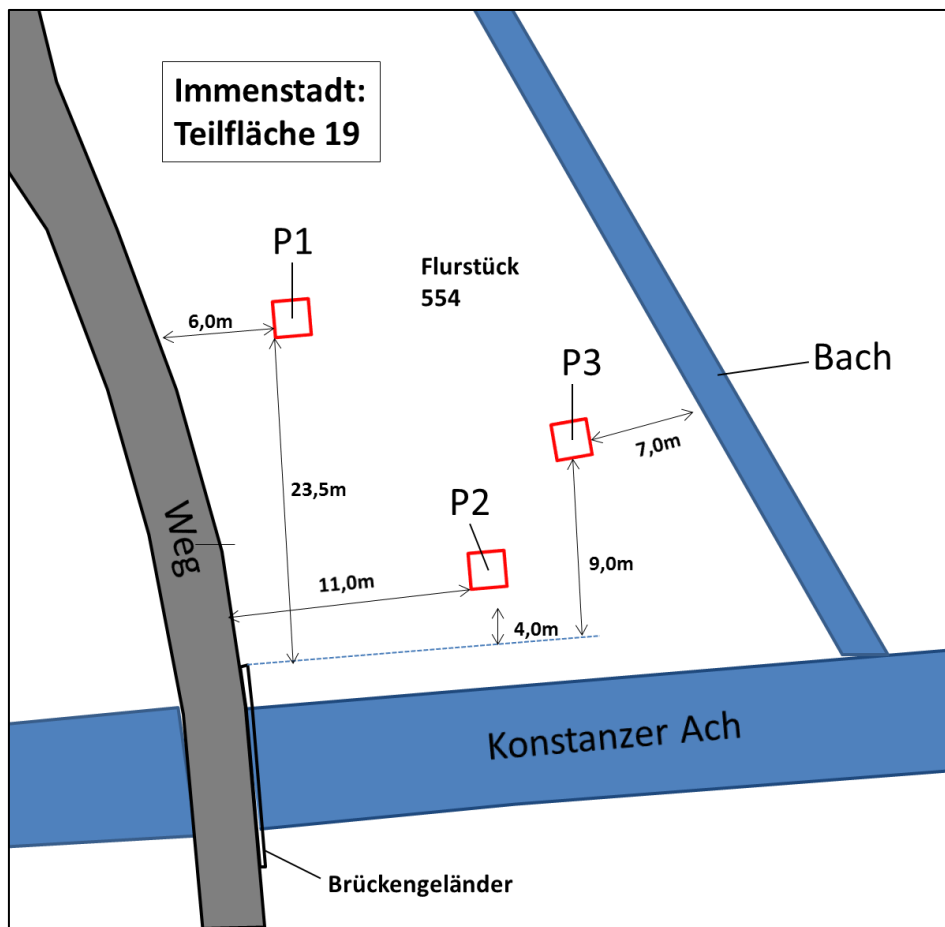 Immenstadt:
Teilfläche 19
P1
Flurstück
554
6,0m
P3
Bach
7,0m
23,5m
P2
Weg
9,0m
11,0m
4,0m
Konstanzer Ach
Brückengeländer